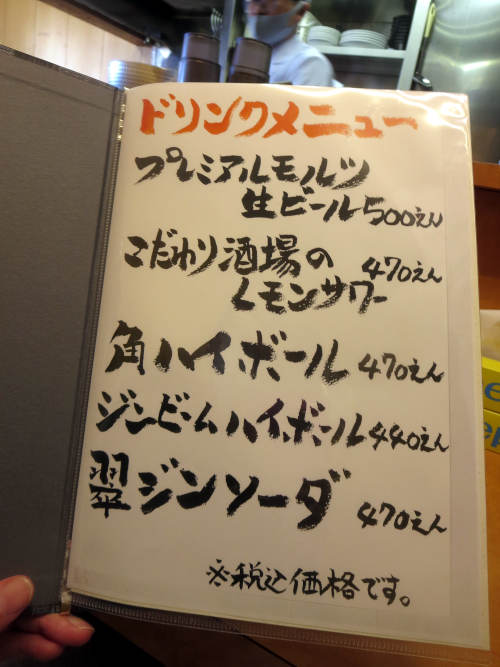 ドリンクメニュー
プレミアムモルツ
生ビール500えん
こだわり酒場の
レモンサワー 470えん
角ハイボール 470えん
ジンビームハイボール 440えん
翠ジンソーダ 470えん
※税込価格です。